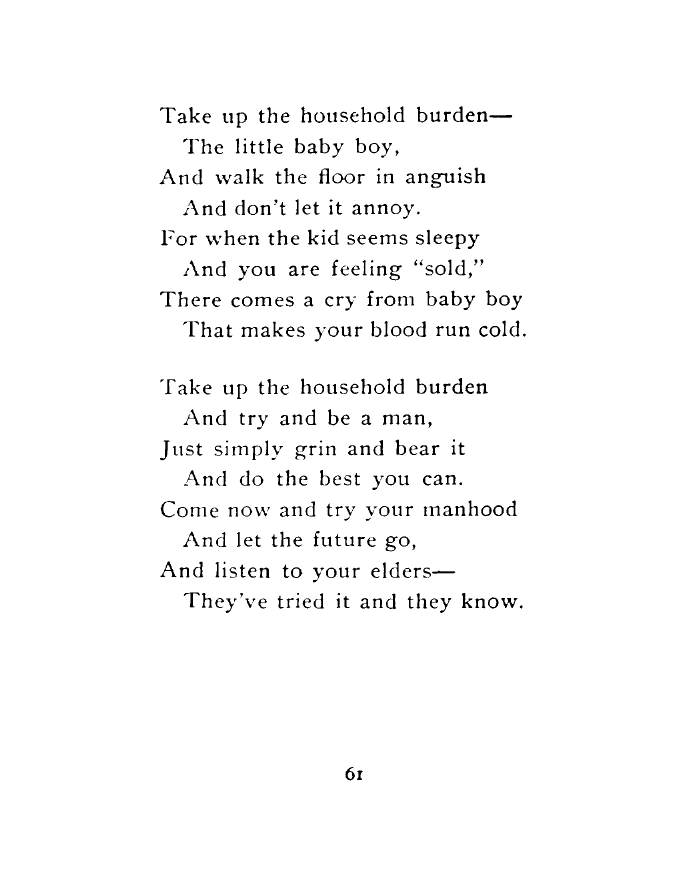 Take up the household burden—
The little baby boy,
And walk the floor in anguish
And don't let it annoy.
For when the kid seems sleepy
And you are feeling “sold,”
There comes a cry from baby boy
That makes your blood run cold.
Take up the household burden
And try and be a man,
Just simply grin and bear it
And do the best you can.
Come now and try your manhood
And let the future go,
And listen to your elders—
They've tried it and they know.
61